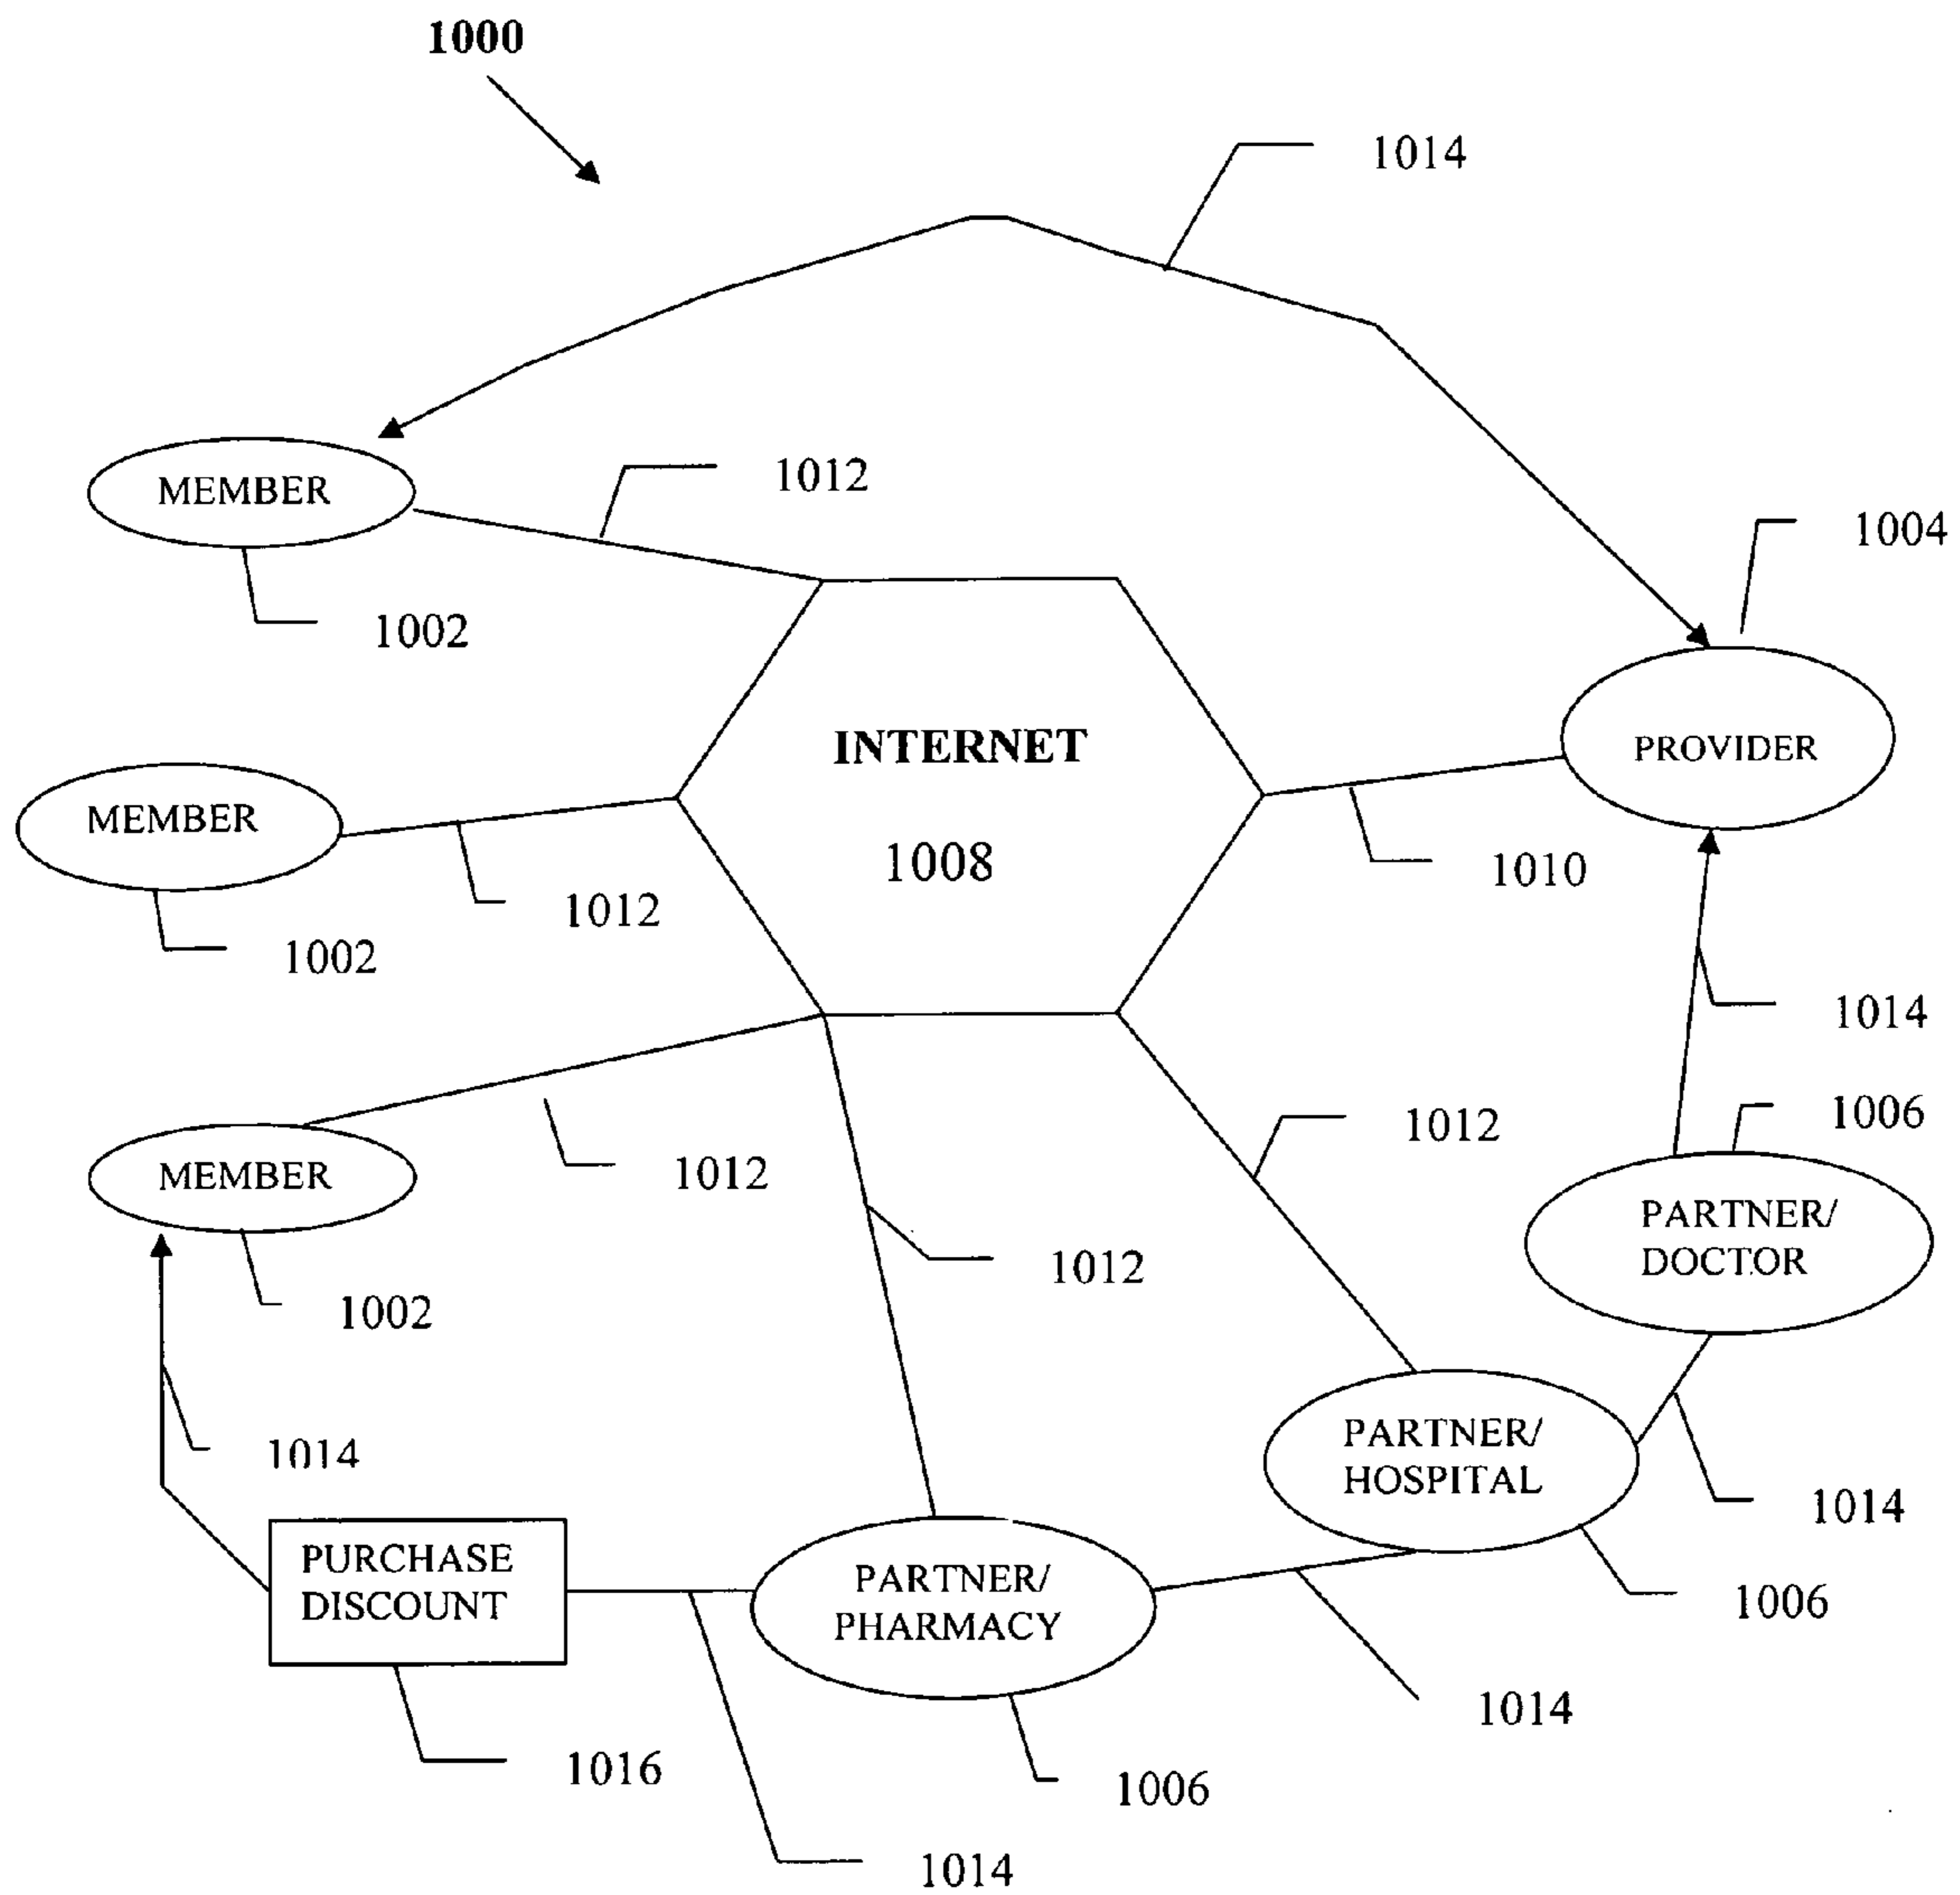 1000
1014
MEMBER
1012
1004
1002
INTERNET
1008
PROVIDER
MEMBER
1012
1010
1002
1014
1006
1012
MEMBER
1012
PARTNER/
DOCTOR
1012
1002
1014
PARTNER/
HOSPITAL
1014
PURCHASE
DISCOUNT
PARTNER/
PHARMACY
1006
1014
1016
1006
1014